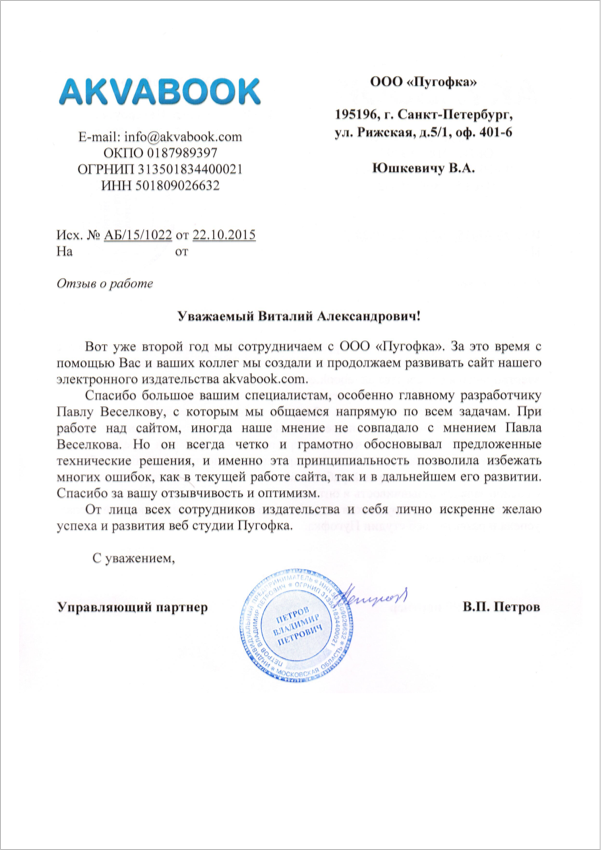 AKVABOOK
E-mail: info@akvabook.com
ОКПО 0187989397
ОГРНИП 313501834400021
ИНН 501809026632
ООО «Пугофка»
195196, г. Санкт-Петербург,
ул. Рижская, д.5/1, оф. 401-6
Юшкевичу В.А.
Исх. № АБ/15/1022 от 22.10.2015
На от
Отзыв о работе
Уважаемый Виталий Александрович!
Вот уже второй год мы сотрудничаем с ООО «Пугофка». За это время с
помощью Вас и ваших коллег мы создали и продолжаем развивать сайт нашего
электронного издательства akvabook.com.
Спасибо большое вашим специалистам, особенно главному разработчику
Павлу Веселкову, с которым мы общаемся напрямую по всем задачам. При
работе над сайтом, иногда наше мнение не совпадало с мнением Павла
Веселкова. Но он всегда четко и грамотно обосновывал предложенные
технические решения, и именно эта принципиальность позволила избежать
многих ошибок, как в текущей работе сайта, так и в дальнейшем его развитии.
Спасибо за вашу отзывчивость и оптимизм.
От лица всех сотрудников издательства и себя лично искренне желаю
успеха и развития веб студии Пугофка.
С уважением,
Управляющий партнер
ПЕТРОВ
ВЛАДИМИР
ПЕТРОВИЧ
МОСКОВСКАЯ ОБЛАСТЬ
В.П. Петров